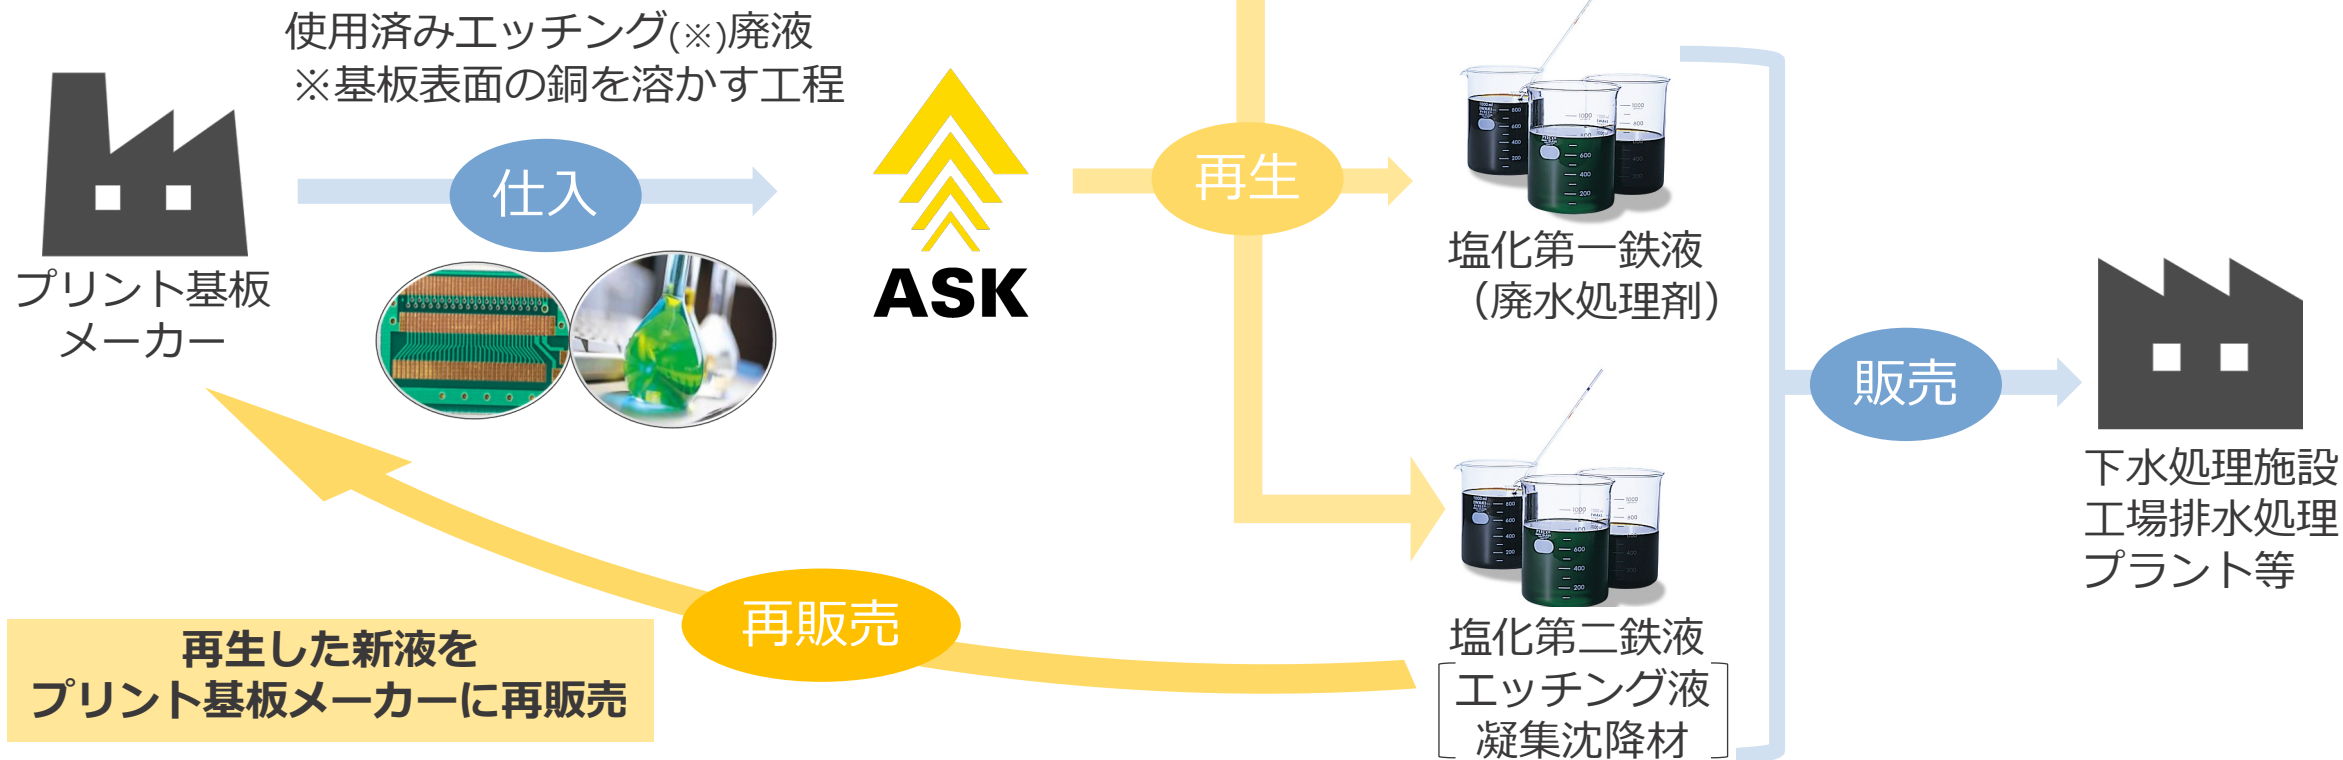 使用済みエッチング(※)廃液
※基板表面の銅を溶かす工程
仕入
プリント基板
メーカー
ASK
再生
塩化第一鉄液
（廃水処理剤）
販売
下水処理施設
工場排水処理
プラント等
再販売
再生した新液を
プリント基板メーカーに再販売
塩化第二鉄液
エッチング液
凝集沈降材